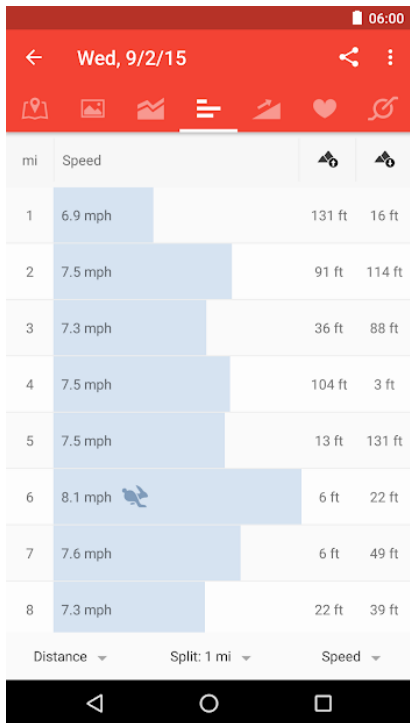 06:00
Wed, 9/2/15
mi Speed
1 6.9 mph 131 ft 16 ft
2 7.5 mph 91 ft 114 ft
3 7.3 mph 36 ft 88 ft
4 7.5 mph 104 ft 3 ft
5 7.5 mph 13 ft 131 ft
6 8.1 mph 6 ft 22 ft
7 7.6 mph 6 ft 49 ft
8 7.3 mph 22 ft 39 ft
Distance Split: 1 mi Speed